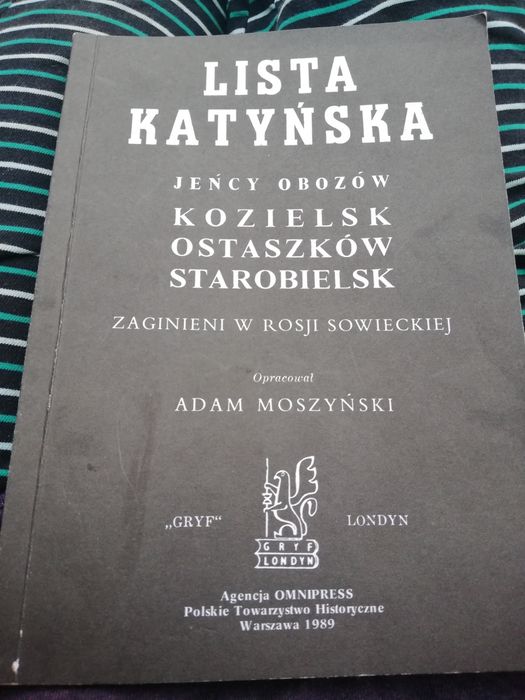 LISTA
KATYŃSKA
JEŃCY OBOZÓW
KOZIELSK
OSTASZKÓW
STAROBIELSK
ZAGINIENI W ROSJI SOWIECKIEJ
Opracował
ADAM MOSZYŃSKI
„GRYF“ LONDYN
GRYF
LONDYN
Agencja OMNIPRESS
Polskie Towarzystwo Historyczne
Warszawa 1989